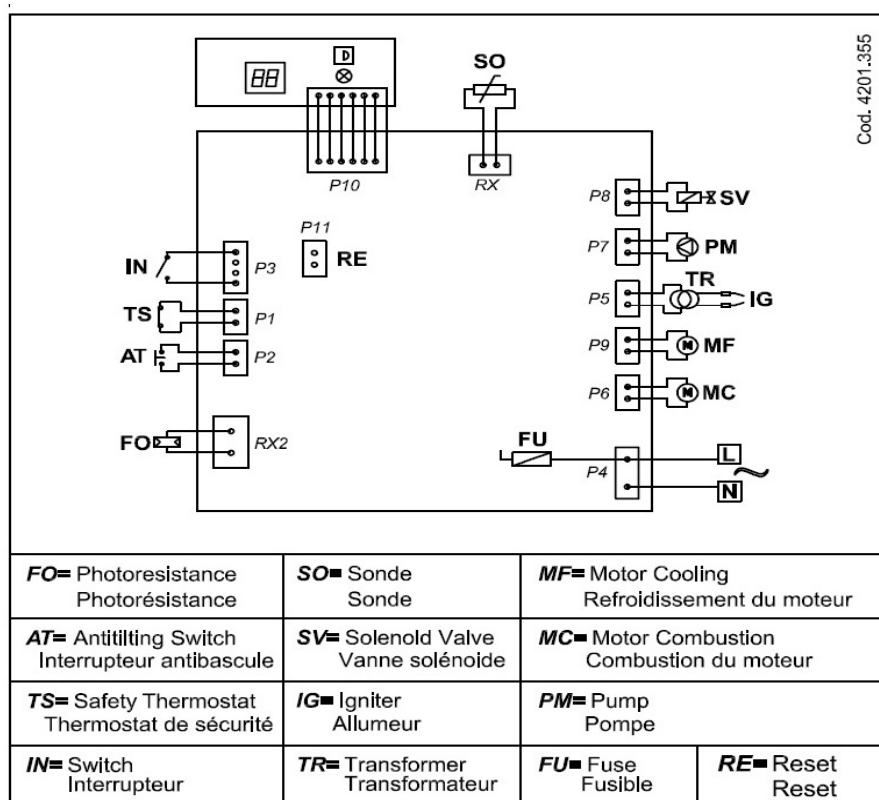 Cod. 4201.355
88
D
SO
P10
RX
P8
SV
P11
P7
PM
IN
P3
RE
TR
TS
P1
P5
IG
AT
P2
P9
M
MF
P6
M
MC
FO
RX2
FU
L
P4
N
FO= Photoresistance
Photorésistance
SO= Sonde
Sonde
MF= Motor Cooling
Refroidissement du moteur
AT= Antitilting Switch
Interrupteur antibascule
SV= Solenold Valve
Vanne solénoide
MC= Motor Combustion
Combustion du moteur
TS= Safety Thermostat
Thermostat de sécurité
IG= Igniter
Allumeur
PM= Pump
Pompe
IN= Switch
Interrupteur
TR= Transformer
Transformateur
FU= Fuse
Fusible
RE= Reset
Reset